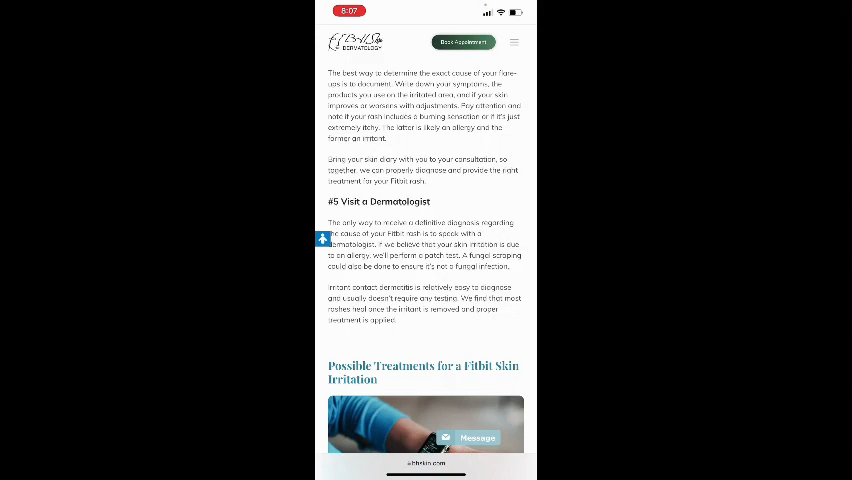 8:07
DERMATOLOGY
Book Appointment
The best way to determine the exact cause of your flare-
ups is to document. Write down your symptoms, the
products you use on the irritated area, and if your skin
improves or worsens with adjustments. Pay attention and
note if your rash includes a burning sensation or if it's just
extremely itchy. The latter is likely an allergy and the
former an irritant.
Bring your skin diary with you to your consultation, so
together, we can properly diagnose and provide the right
treatment for your Fitbit rash.
#5 Visit a Dermatologist
The only way to receive a definitive diagnosis regarding
the cause of your Fitbit rash is to speak with a
dermatologist. If we believe that your skin irritation is due
to an allergy, we'll perform a patch test. A fungal scraping
could also be done to ensure it's not a fungal infection.
Irritant contact dermatitis is relatively easy to diagnose
and usually doesn't require any testing. We find that most
rashes heal once the irritant is removed and proper
treatment is applied.
Possible Treatments for a Fitbit Skin
Irritation
Message
bhskin.com